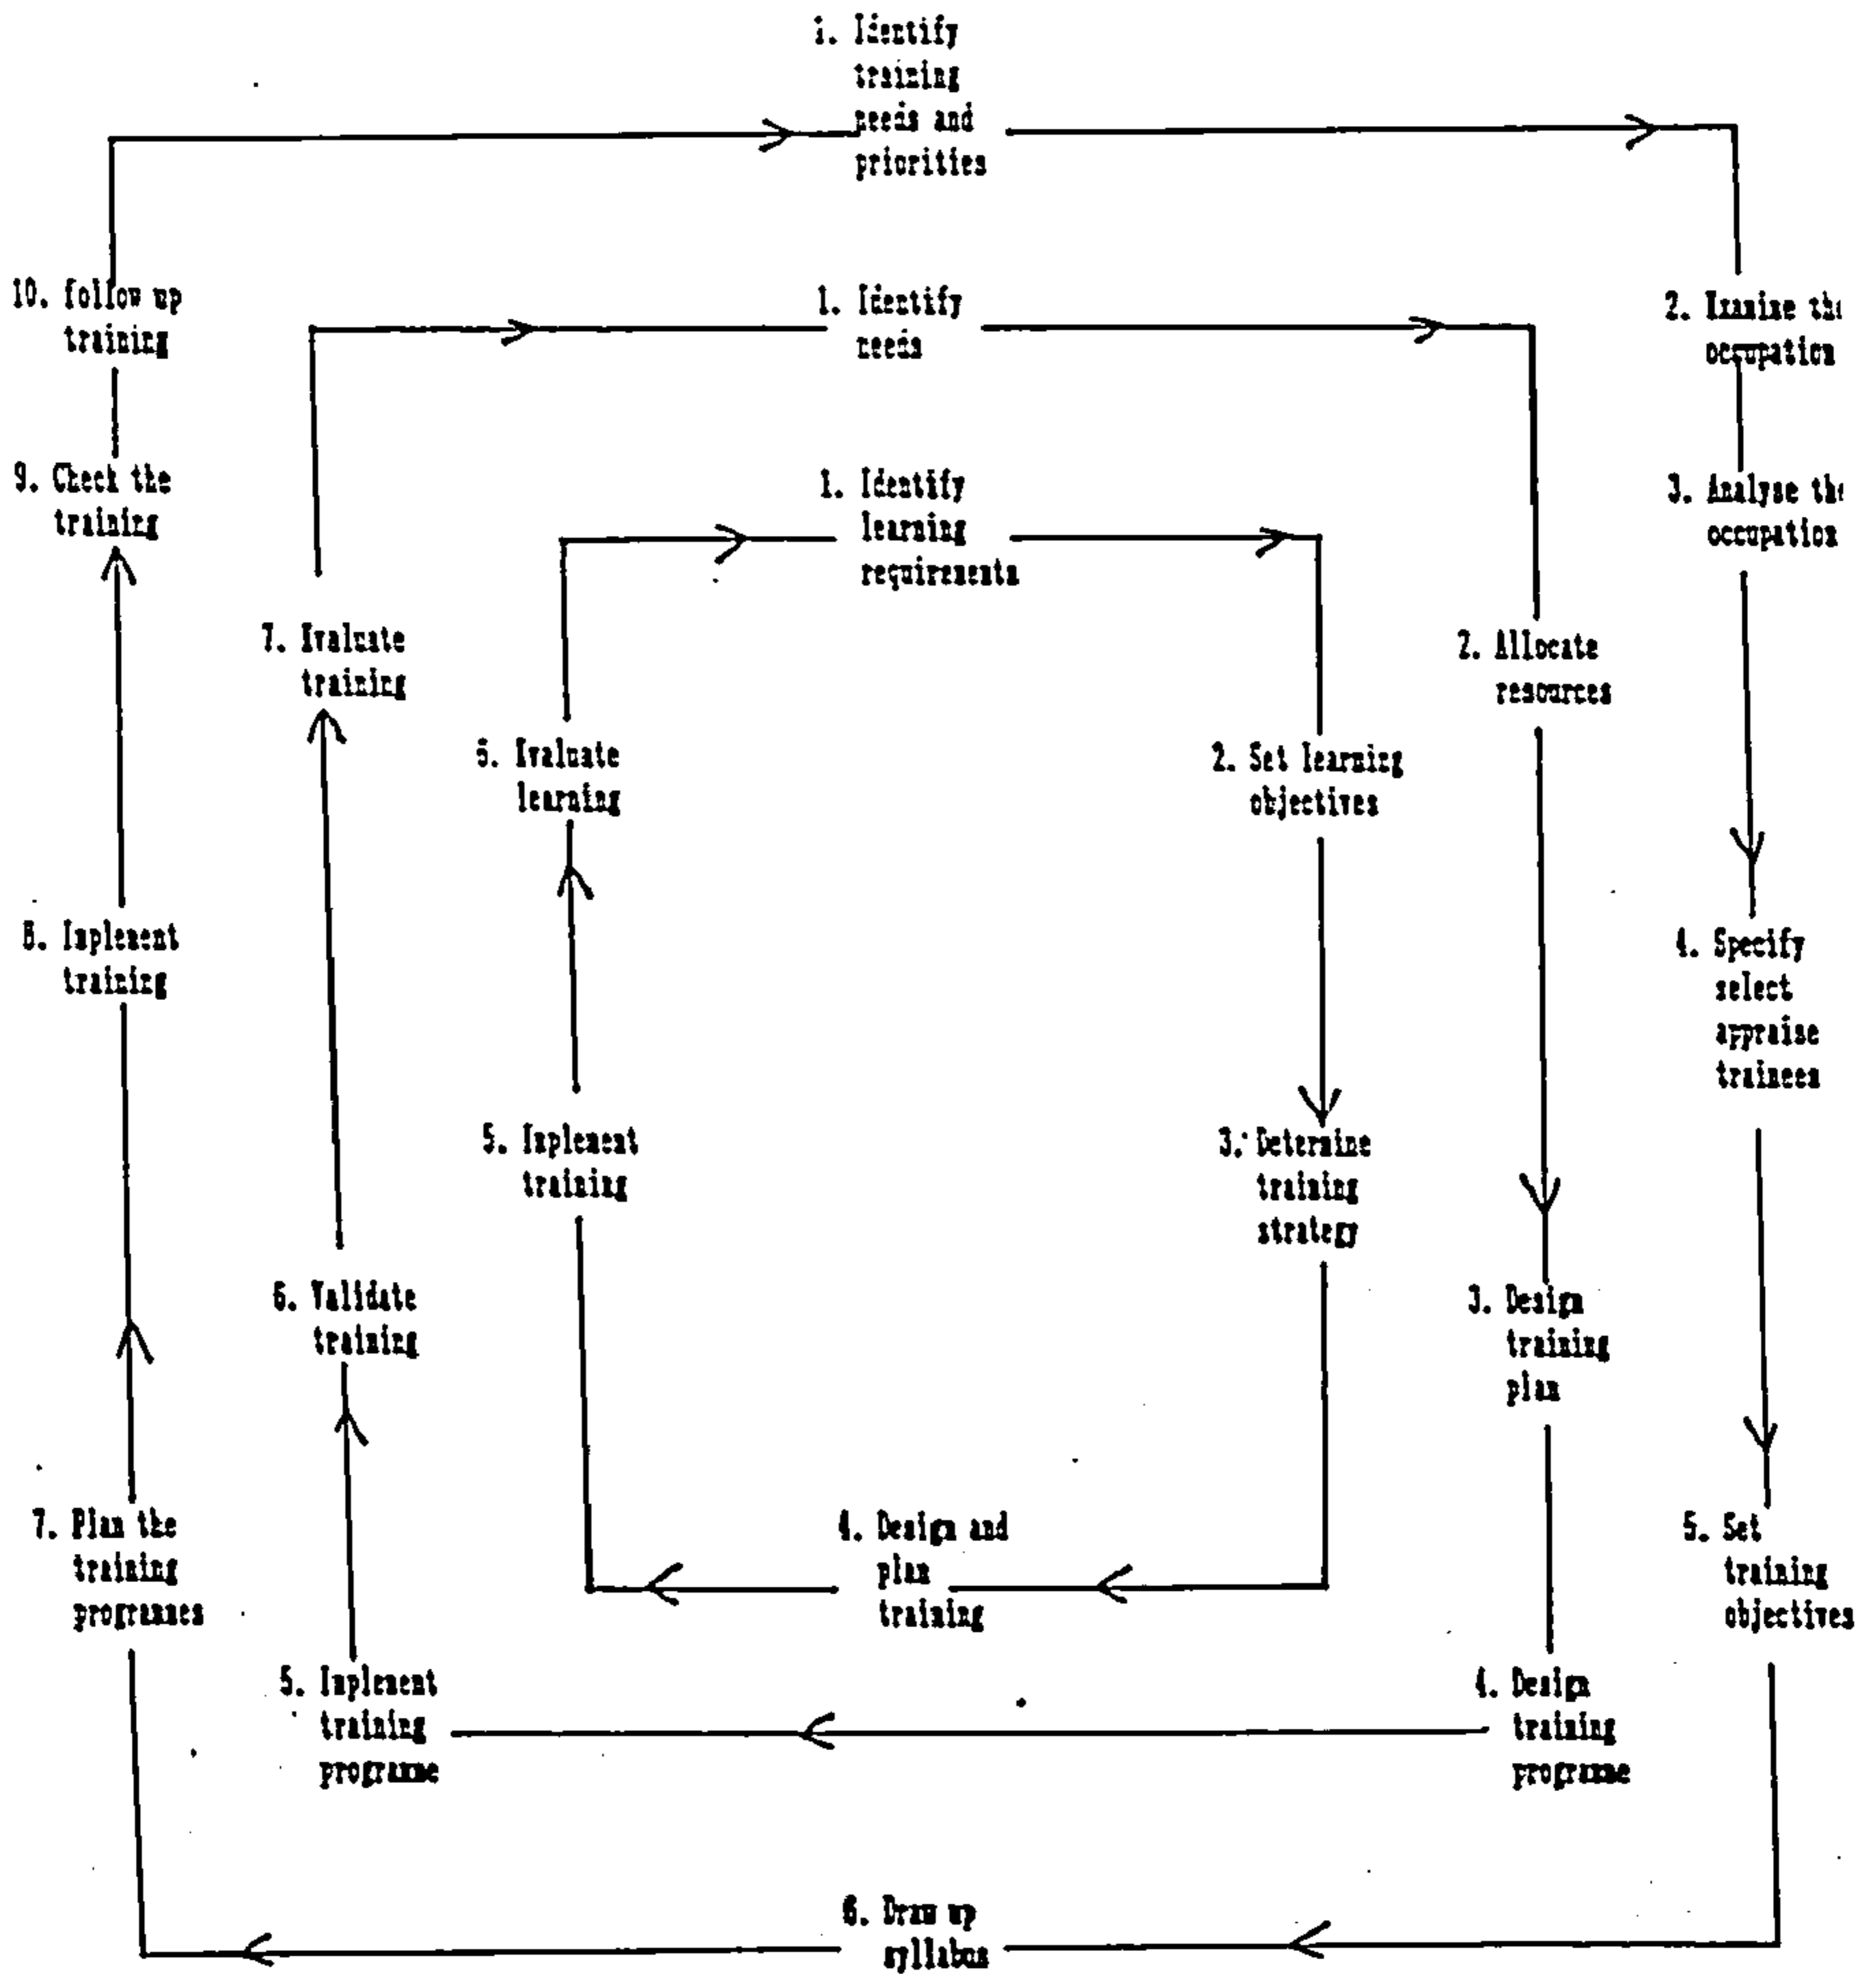 1. Identify
training
needs and
priorities
2. Examine the
occupation
3. Analyse the
occupation
4. Specify
select
appraise
trainees
5. Set
training
objectives
6. Draw up
syllabus
7. Plan the
training
programmes
8. Implement
training
9. Check the
training
10. Follow up
training
1. Identify
needs
2. Allocate
resources
3. Design
training
plan
4. Design
training
programme
5. Implement
training
programme
6. Validate
training
7. Evaluate
training
1. Identify
learning
requirements
2. Set learning
objectives
3. Determine
training
strategy
4. Design and
plan
training
5. Implement
training
6. Evaluate
learning